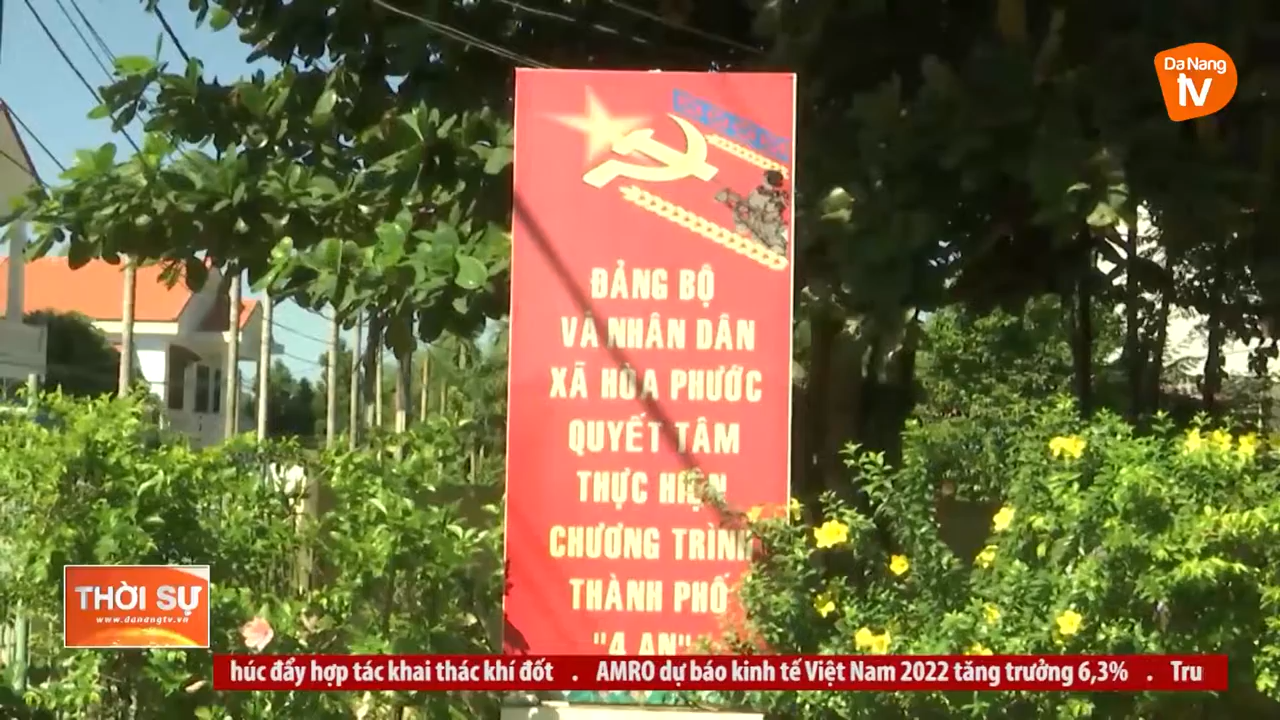 Da Nang
tv
ĐẢNG BỘ
VÀ NHÂN DÂN
XÃ HÒA PHƯỚC
QUYẾT TÂM
THỰC HIỆN
CHƯƠNG TRÌNH
THÀNH PHỐ
"4 AN"
THỜI SỰ
www.danangtv.vn
húc đẩy hợp tác khai thác khí đốt . AMRO dự báo kinh tế Việt Nam 2022 tăng trưởng 6,3% . Tru